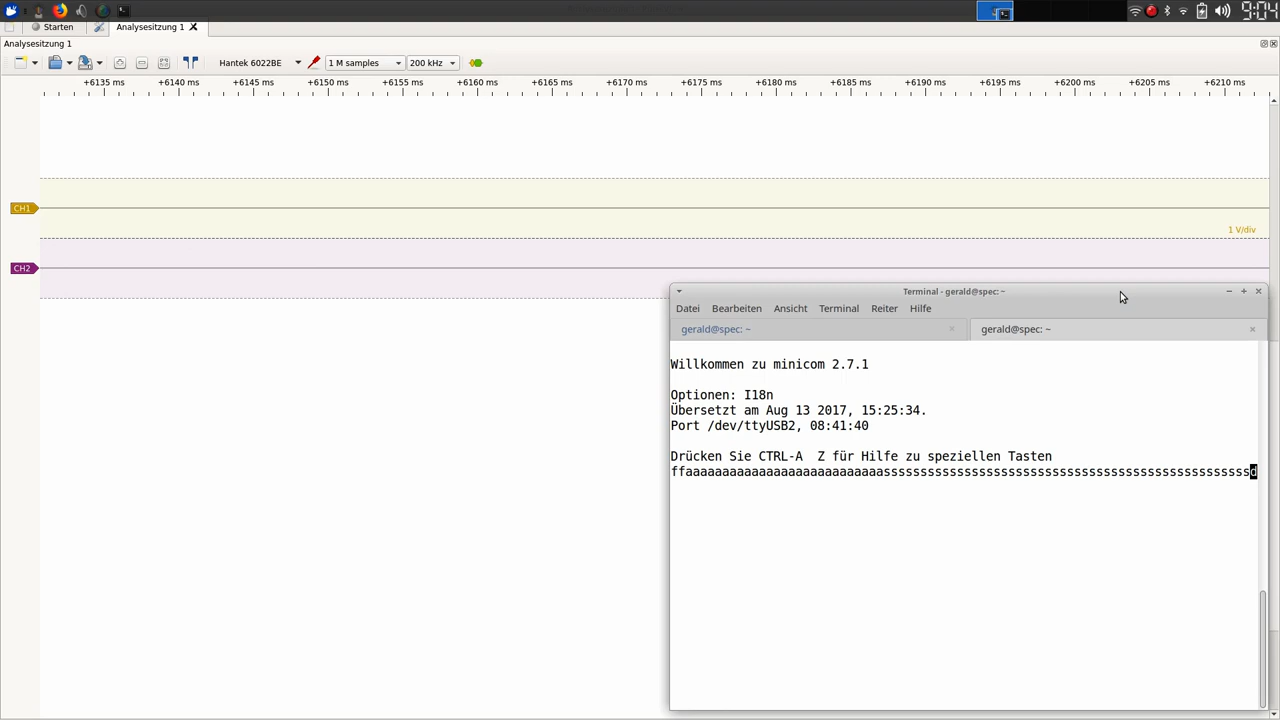 9:04
Starten
Analysesitzung 1
Analysesitzung 1
Hantek 6022BE
1 M samples
200 kHz
+6135 ms +6140 ms +6145 ms +6150 ms +6155 ms +6160 ms +6165 ms +6170 ms +6175 ms +6180 ms +6185 ms +6190 ms +6195 ms +6200 ms +6205 ms +6210 ms
CH1
1 V/div
CH2
Terminal - gerald@spec: ~
Datei Bearbeiten Ansicht Terminal Reiter Hilfe
gerald@spec: ~ gerald@spec: ~
Willkommen zu minicom 2.7.1
Optionen: I18n
Übersetzt am Aug 13 2017, 15:25:34.
Port /dev/ttyUSB2, 08:41:40
Drücken Sie CTRL-A  Z für Hilfe zu speziellen Tasten
ffaaaaaaaaaaaaaaaaaaaaaaaaaaasssssssssssssssssssssssssssssssssssssssssssssssssd